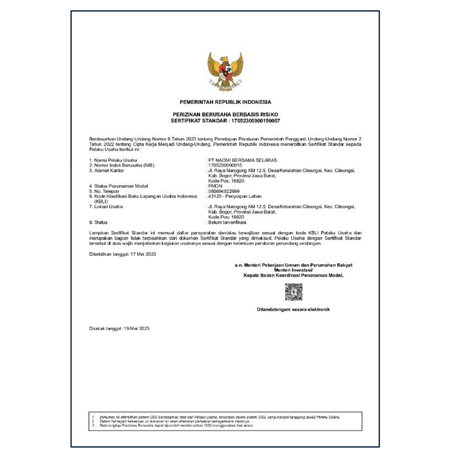 PEMERINTAH REPUBLIK INDONESIA
PERIZINAN BERUSAHA BERBASIS RISIKO
SERTIFIKAT STANDAR : 17052300900150007
Berdasarkan Undang-Undang Nomor 6 Tahun 2023 tentang Penetapan Peraturan Pemerintah Pengganti Undang-Undang Nomor 2
Tahun 2022 tentang Cipta Kerja Menjadi Undang-Undang, Pemerintah Republik Indonesia menerbitkan Sertifikat Standar kepada
Pelaku Usaha berikut ini:
1. Nama Pelaku Usaha : PT NAOMI BERSAMA SELARAS
2. Nomor Induk Berusaha (NIB) : 1705230090015
3. Alamat Kantor : Jl. Raya Narogong KM 12.5, Desa/Kelurahan Cileungsi, Kec. Cileungsi,
Kab. Bogor, Provinsi Jawa Barat,
Kode Pos: 16820
4. Status Penanaman Modal : PMDN
5. No. Telepon :
6. Kode Klasifikasi Baku Lapangan Usaha Indonesia : 43120 - Penyiapan Lahan
(KBLI)
7. Lokasi Usaha : Jl. Raya Narogong KM 12.5, Desa/Kelurahan Cileungsi, Kec. Cileungsi,
Kab. Bogor, Provinsi Jawa Barat,
Kode Pos: 16820
8. Status : Belum terverifikasi
Lampiran Sertifikat Standar ini memuat daftar persyaratan dan/atau kewajiban sesuai dengan kode KBLI Pelaku Usaha dan
merupakan bagian tidak terpisahkan dari dokumen Sertifikat Standar yang dimaksud. Pelaku Usaha dengan Sertifikat Standar
tersebut di atas wajib menjalankan kegiatan usahanya sesuai dengan ketentuan peraturan perundang-undangan.
Diterbitkan tanggal: 17 Mei 2023
a.n. Menteri Pekerjaan Umum dan Perumahan Rakyat
Menteri Investasi/
Kepala Badan Koordinasi Penanaman Modal,
Ditandatangani secara elektronik
Dicetak tanggal: 19 Mei 2023